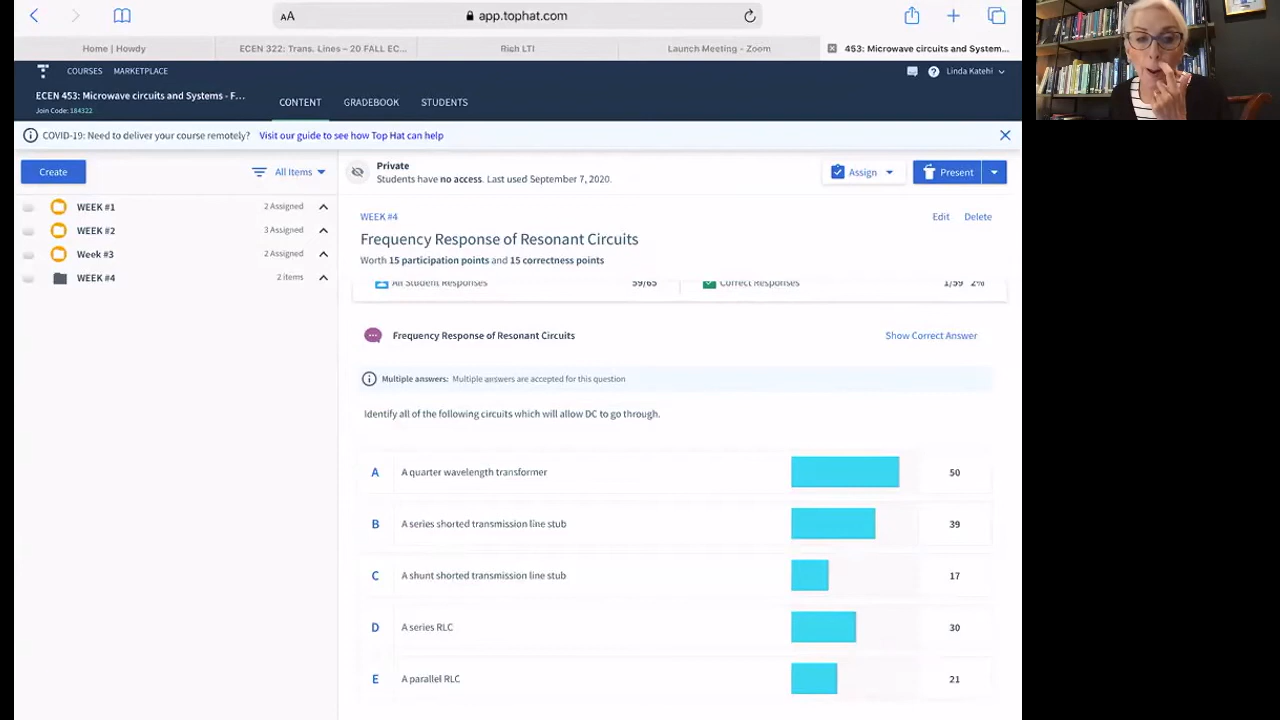 AA app.tophat.com
Home | Howdy
ECEN 322: Trans. Lines – 20 FALL EC...
Rich LTI
Launch Meeting - Zoom
453: Microwave circuits and System...
COURSES MARKETPLACE
Linda Katehi
ECEN 453: Microwave circuits and Systems - F...
Join Code: 184322
CONTENT GRADEBOOK STUDENTS
COVID-19: Need to deliver your course remotely? Visit our guide to see how Top Hat can help
Create
All Items
WEEK #1 2 Assigned
WEEK #2 3 Assigned
Week #3 2 Assigned
WEEK #4 2 items
Private
Students have no access. Last used September 7, 2020.
Assign
Present
WEEK #4
Edit Delete
Frequency Response of Resonant Circuits
Worth 15 participation points and 15 correctness points
All Student Responses 59/65 Correct Responses 1/59 2%
Frequency Response of Resonant Circuits
Show Correct Answer
Multiple answers: Multiple answers are accepted for this question
Identify all of the following circuits which will allow DC to go through.
A A quarter wavelength transformer 50
B A series shorted transmission line stub 39
C A shunt shorted transmission line stub 17
D A series RLC 30
E A parallel RLC 21